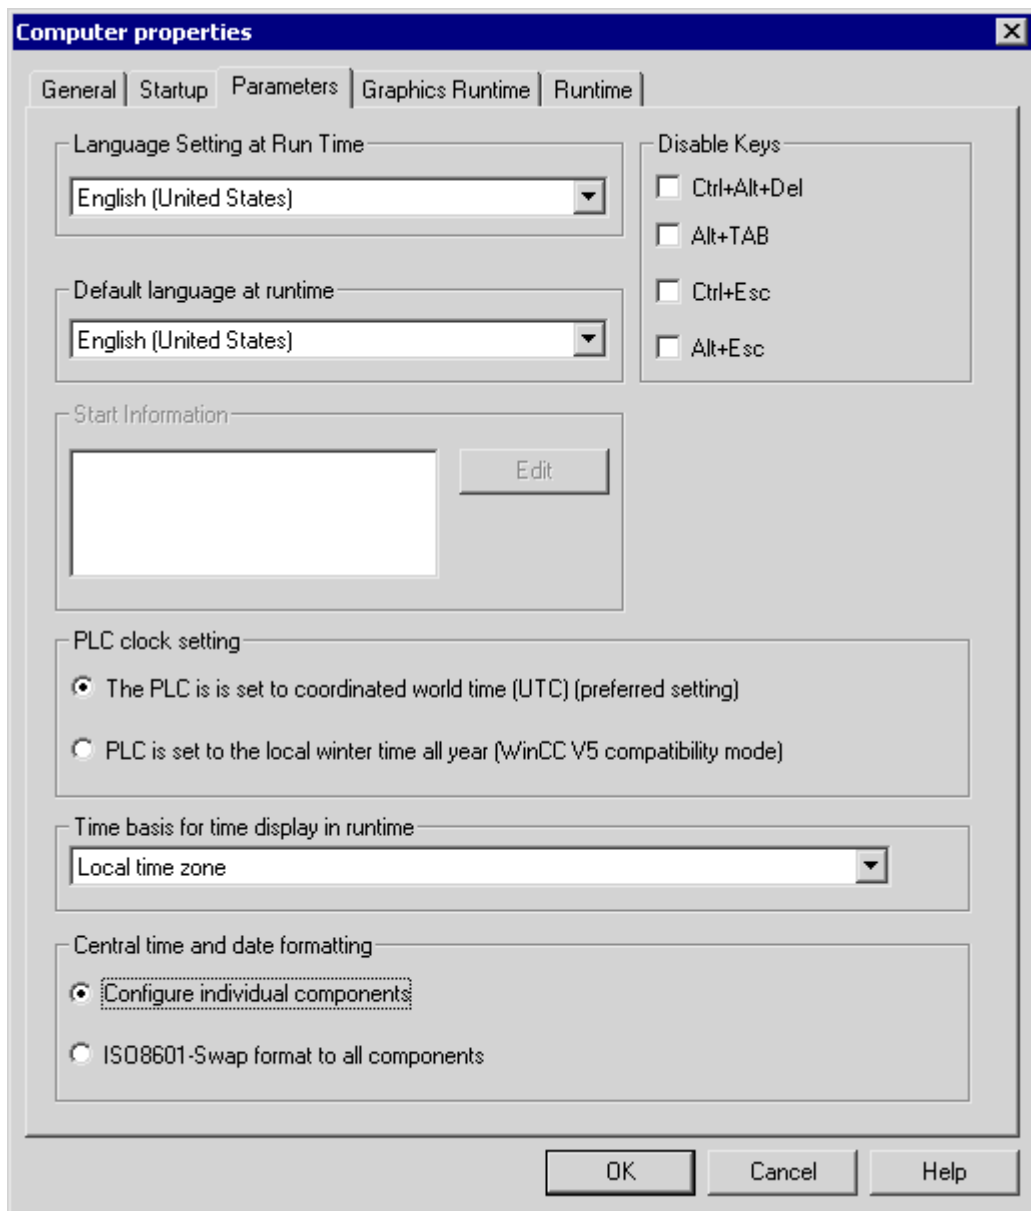 Computer properties
General Startup Parameters Graphics Runtime Runtime
Language Setting at Run Time
English (United States)
Default language at runtime
English (United States)
Disable Keys
Ctrl+Alt+Del
Alt+TAB
Ctrl+Esc
Alt+Esc
Start Information
Edit
PLC clock setting
The PLC is is set to coordinated world time (UTC) (preferred setting)
PLC is set to the local winter time all year (WinCC V5 compatibility mode)
Time basis for time display in runtime
Local time zone
Central time and date formatting
Configure individual components
ISO8601-Swap format to all components
OK Cancel Help